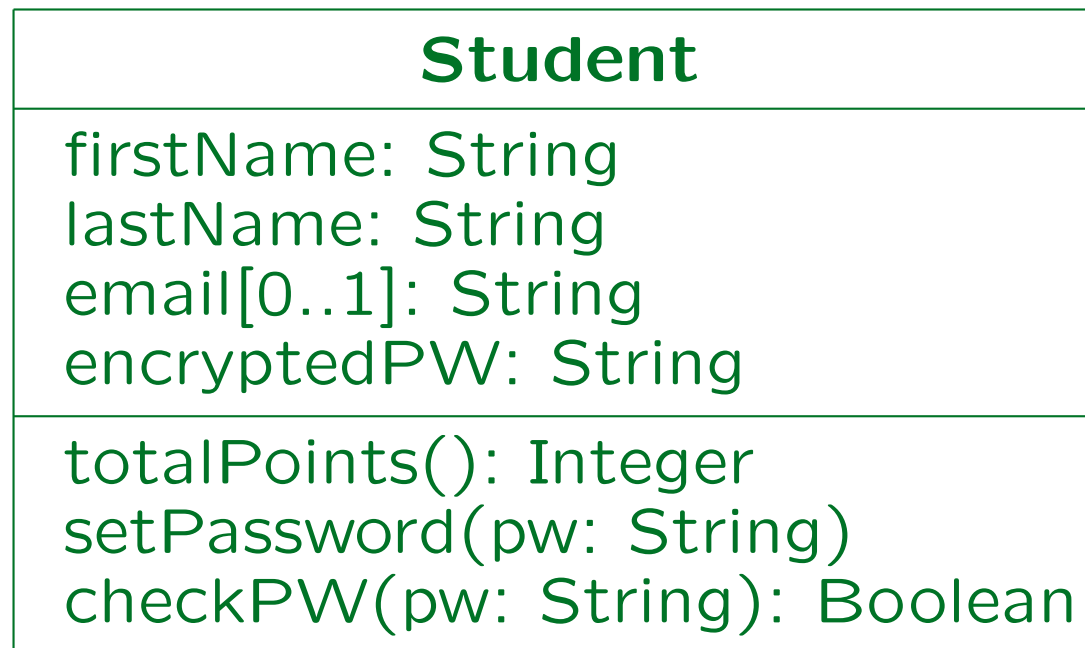 Student
firstName: String
lastName: String
email[0..1]: String
encryptedPW: String
totalPoints(): Integer
setPassword(pw: String)
checkPW(pw: String): Boolean